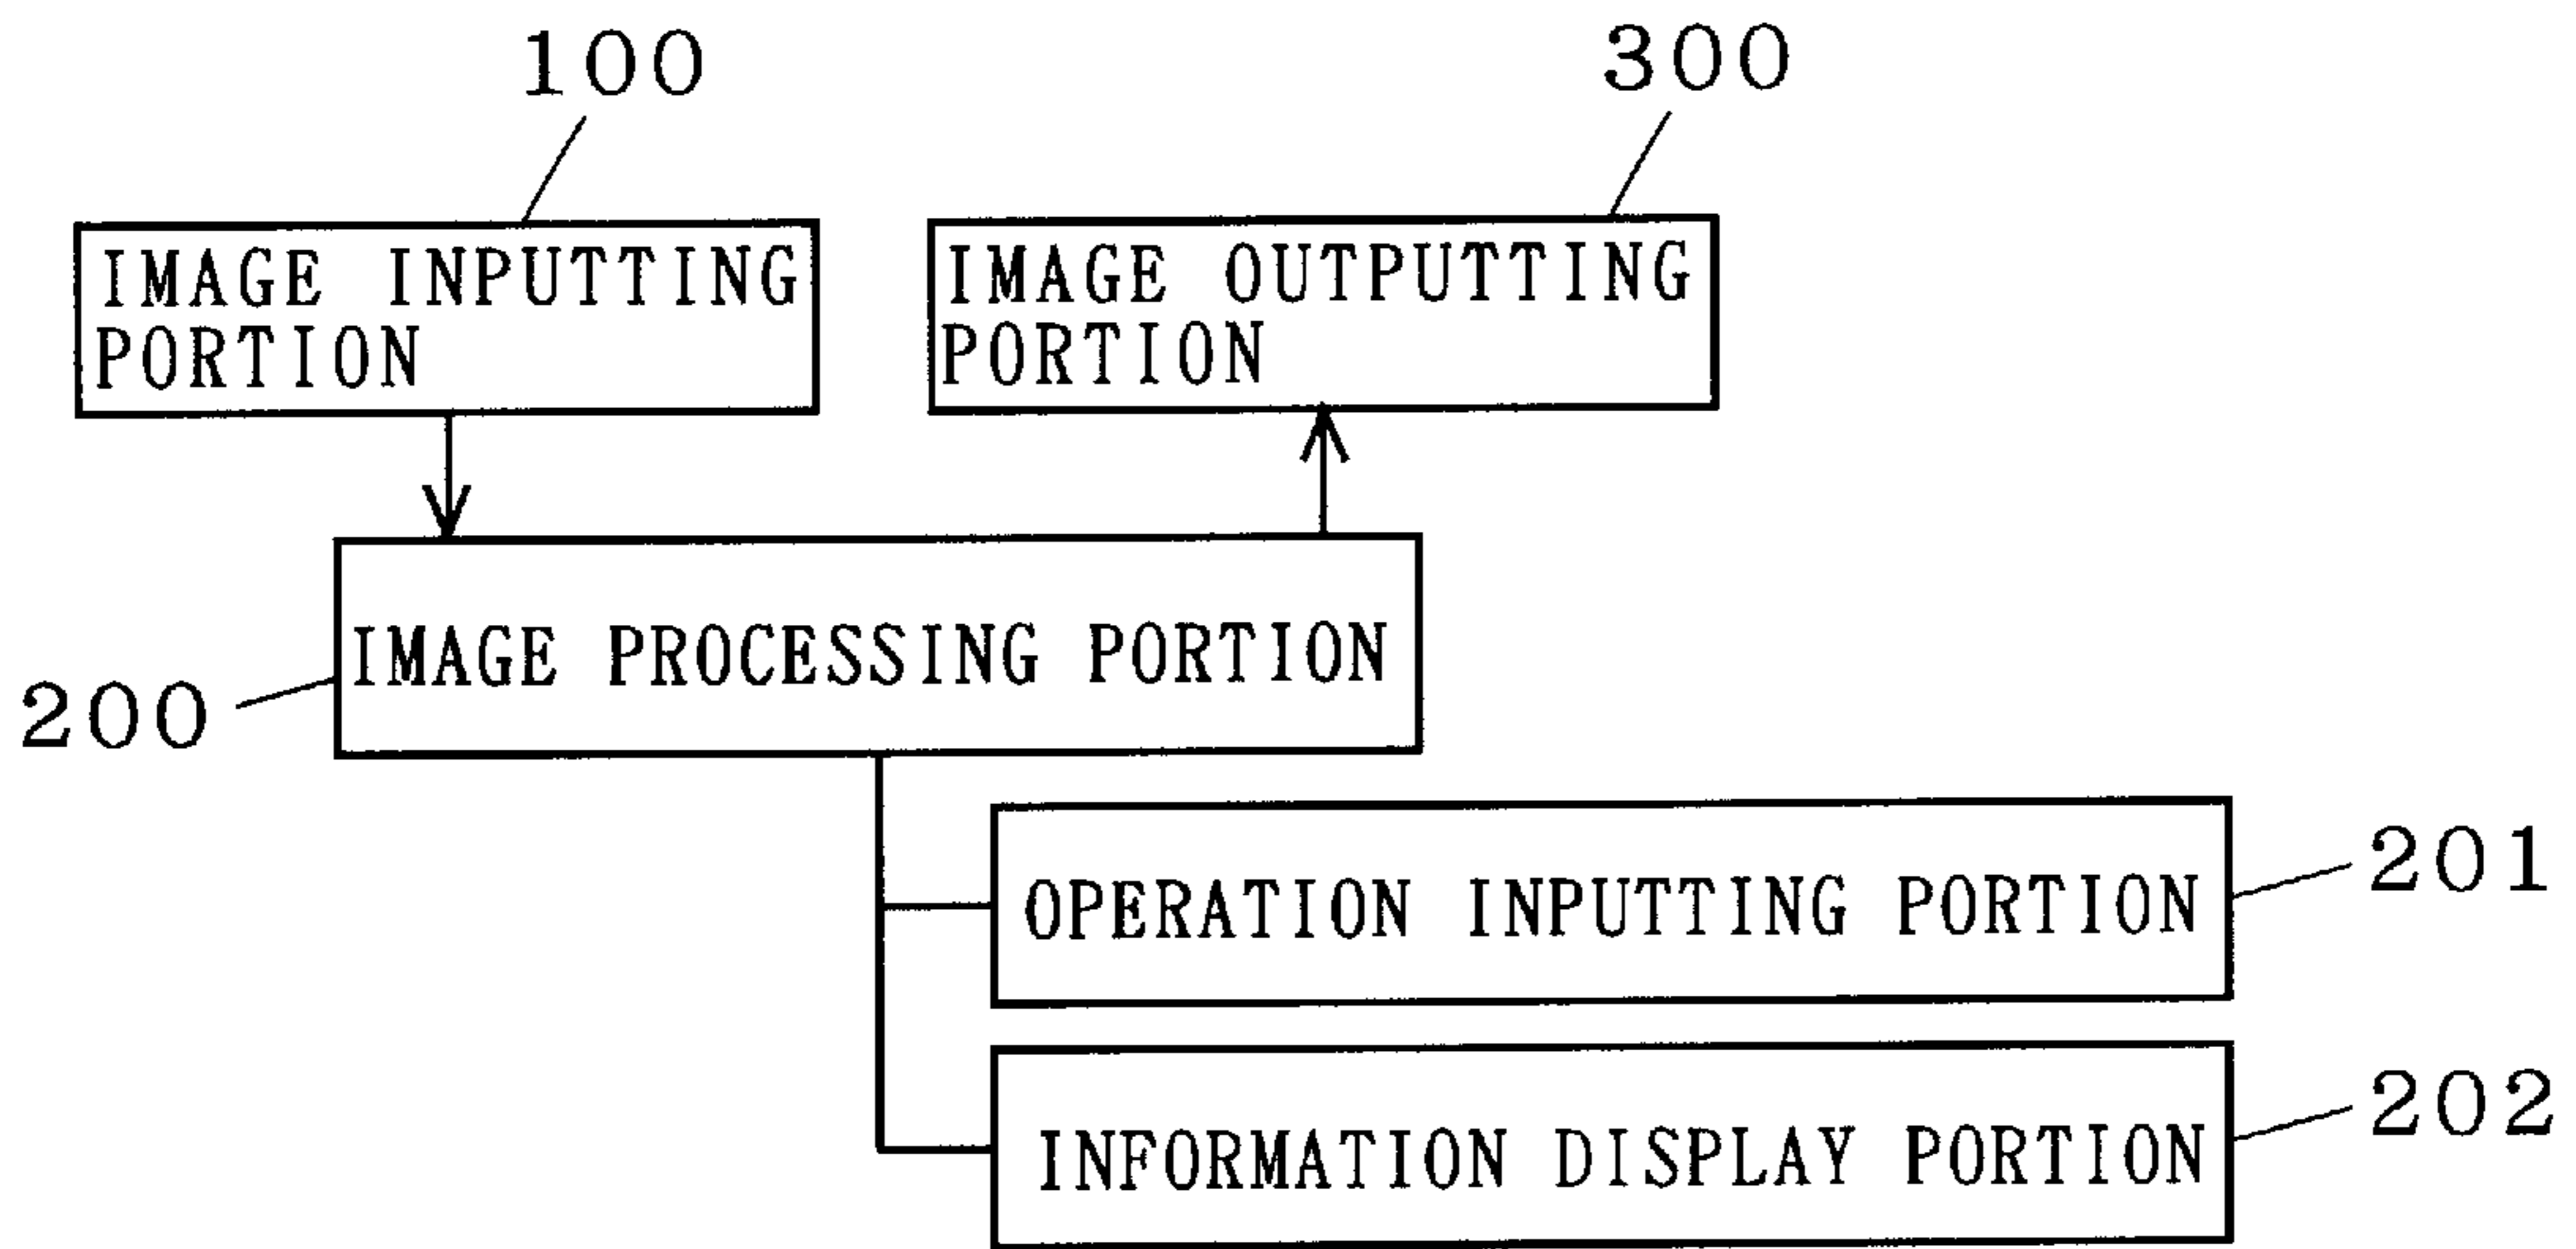 100
300
IMAGE INPUTTING
PORTION
IMAGE OUTPUTTING
PORTION
IMAGE PROCESSING PORTION
200
OPERATION INPUTTING PORTION
201
INFORMATION DISPLAY PORTION
202